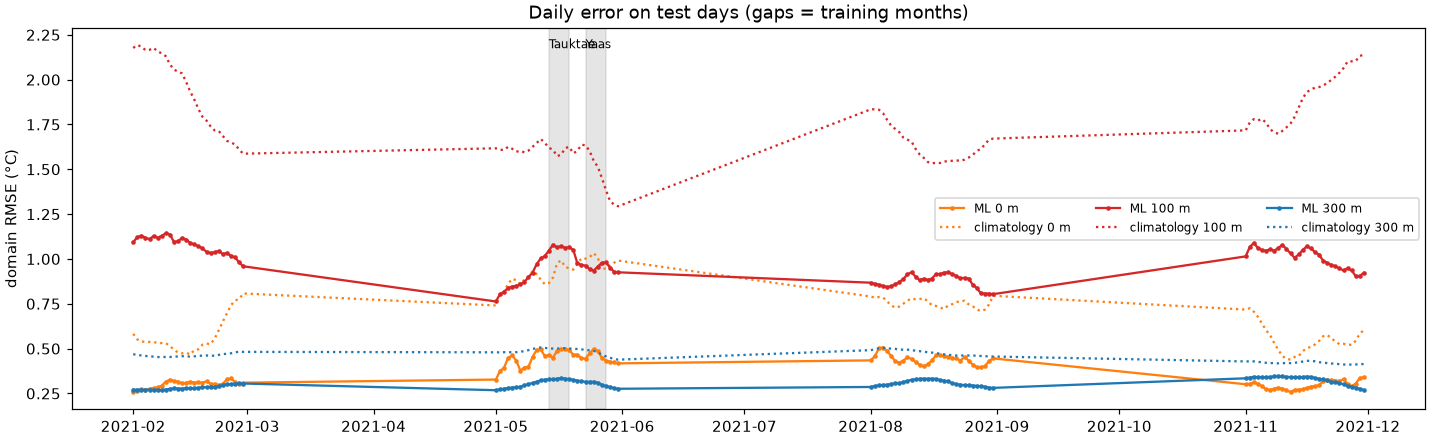 Daily error on test days (gaps = training months)
Tauktae Yaas
domain RMSE (°C)
2.25
2.00
1.75
1.50
1.25
1.00
0.75
0.50
0.25
ML 0 m ML 100 m ML 300 m
climatology 0 m climatology 100 m climatology 300 m
2021-02 2021-03 2021-04 2021-05 2021-06 2021-07 2021-08 2021-09 2021-10 2021-11 2021-12